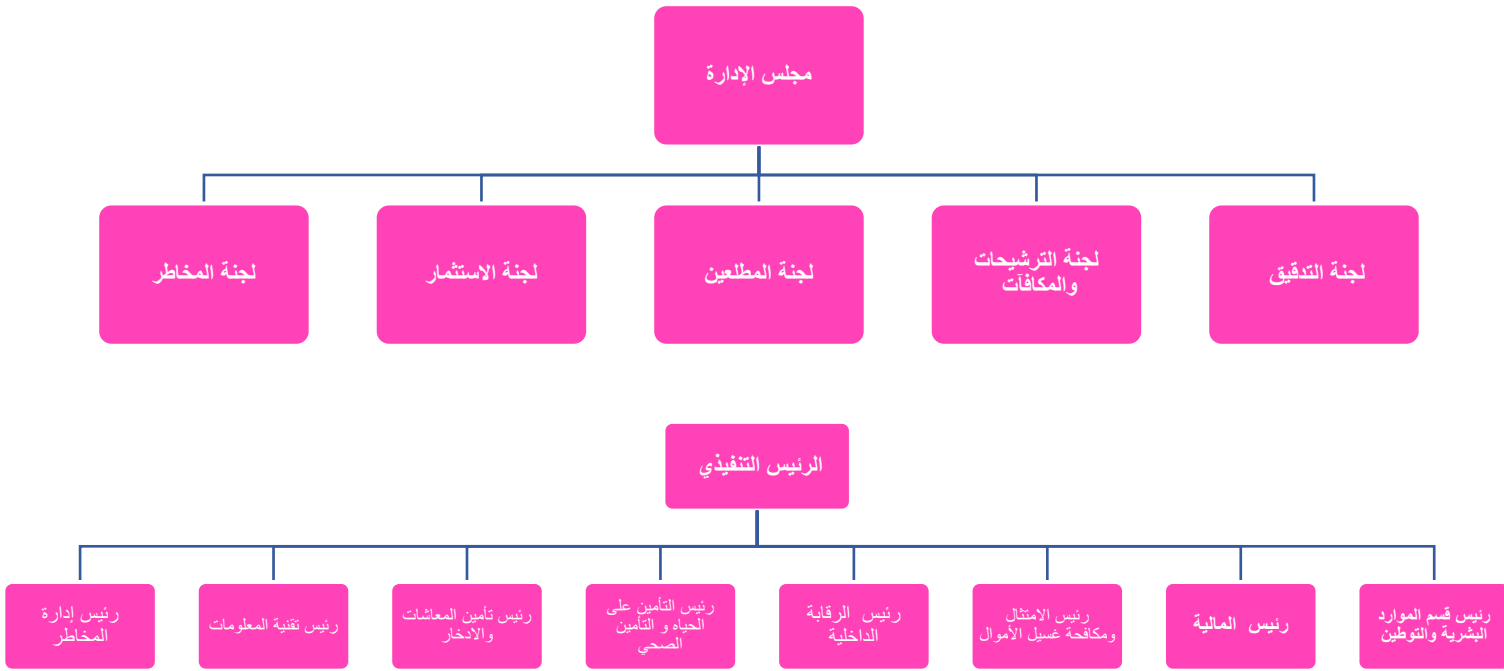 مجلس الإدارة
لجنة التدقيق
لجنة الترشيحات
والمكافآت
لجنة المطلعين
لجنة الاستثمار
لجنة المخاطر
الرئيس التنفيذي
رئيس قسم الموارد
البشرية والتوطين
رئيس المالية
رئيس الامتثال
ومكافحة غسيل الأموال
رئيس الرقابة
الداخلية
رئيس التأمين على
الحياه و التأمين
الصحي
رئيس تأمين المعاشات
والادخار
رئيس تقنية المعلومات
رئيس إدارة
المخاطر